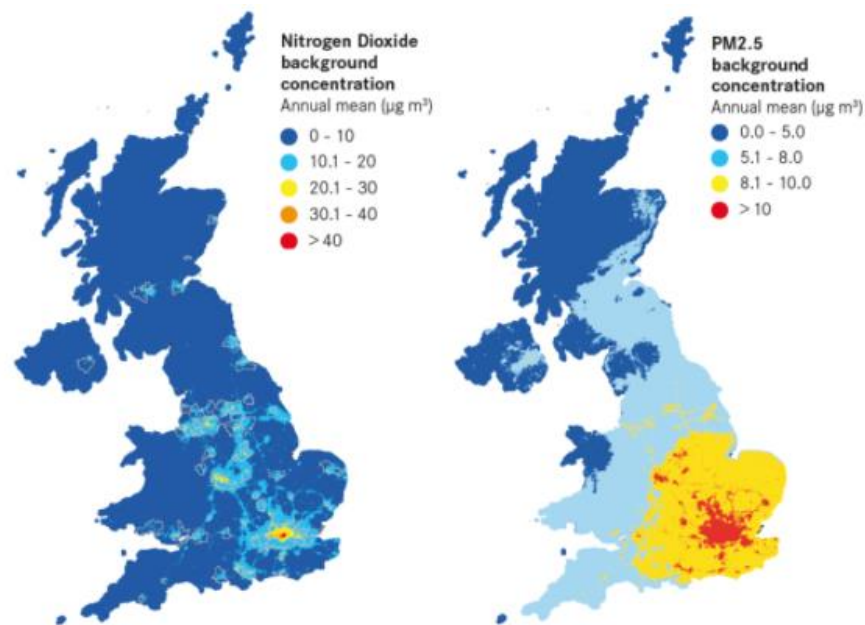 Nitrogen Dioxide
background
concentration
Annual mean (µg m³)
0 - 10
10.1 - 20
20.1 - 30
30.1 - 40
> 40
PM2.5
background
concentration
Annual mean (µg m³)
0.0 - 5.0
5.1 - 8.0
8.1 - 10.0
> 10